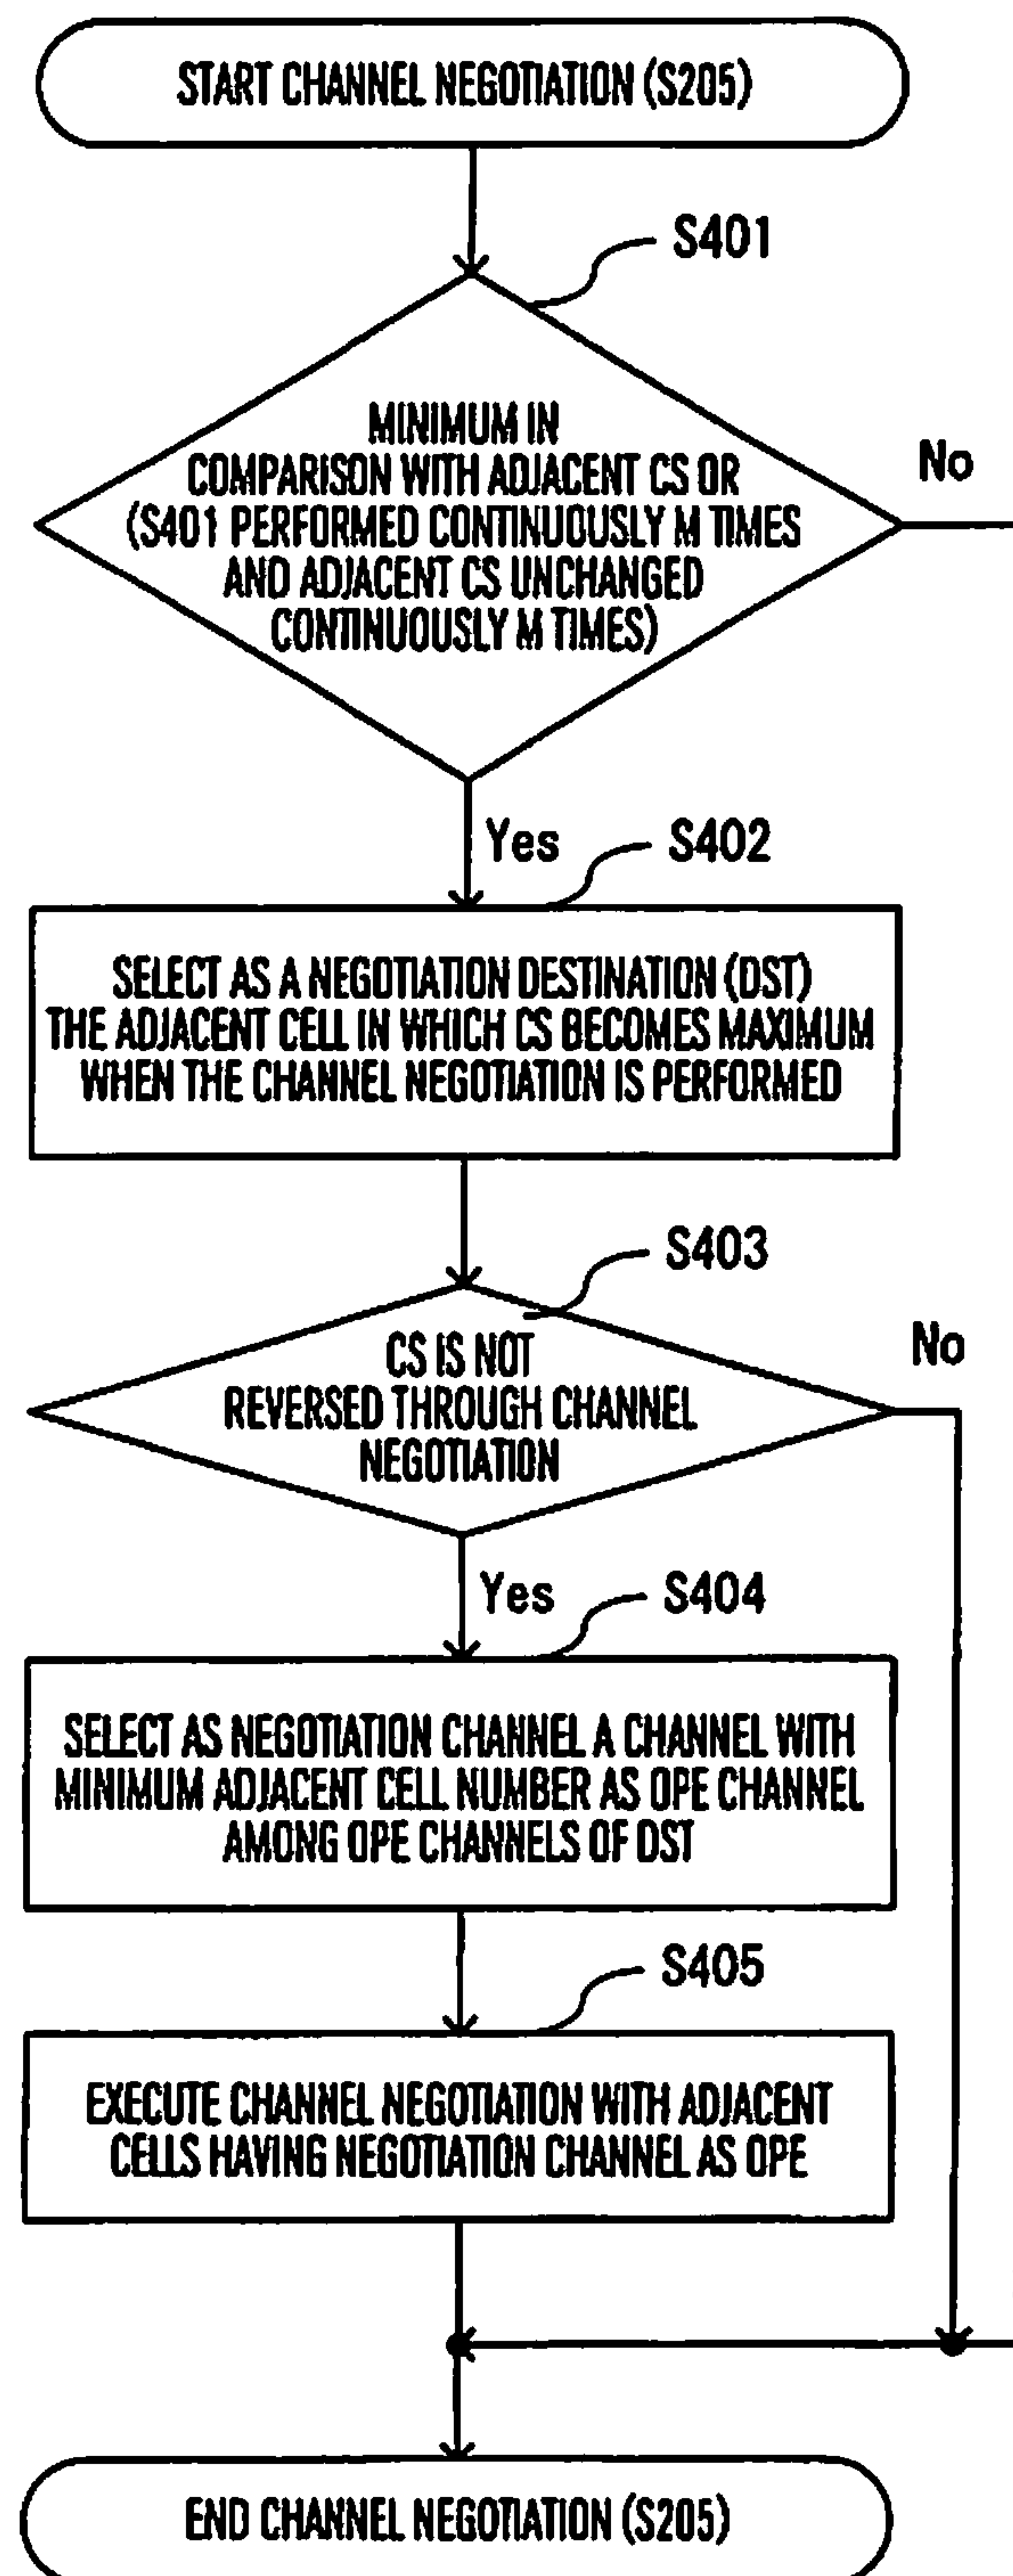 START CHANNEL NEGOTIATION (S205)
S401
MINIMUM IN
COMPARISON WITH ADJACENT CS OR
(S401 PERFORMED CONTINUOUSLY M TIMES
AND ADJACENT CS UNCHANGED
CONTINUOUSLY M TIMES)
No
Yes
S402
SELECT AS A NEGOTIATION DESTINATION (DST)
THE ADJACENT CELL IN WHICH CS BECOMES MAXIMUM
WHEN THE CHANNEL NEGOTIATION IS PERFORMED
S403
CS IS NOT
REVERSED THROUGH CHANNEL
NEGOTIATION
No
Yes
S404
SELECT AS NEGOTIATION CHANNEL A CHANNEL WITH
MINIMUM ADJACENT CELL NUMBER AS OPE CHANNEL
AMONG OPE CHANNELS OF DST
S405
EXECUTE CHANNEL NEGOTIATION WITH ADJACENT
CELLS HAVING NEGOTIATION CHANNEL AS OPE
END CHANNEL NEGOTIATION (S205)